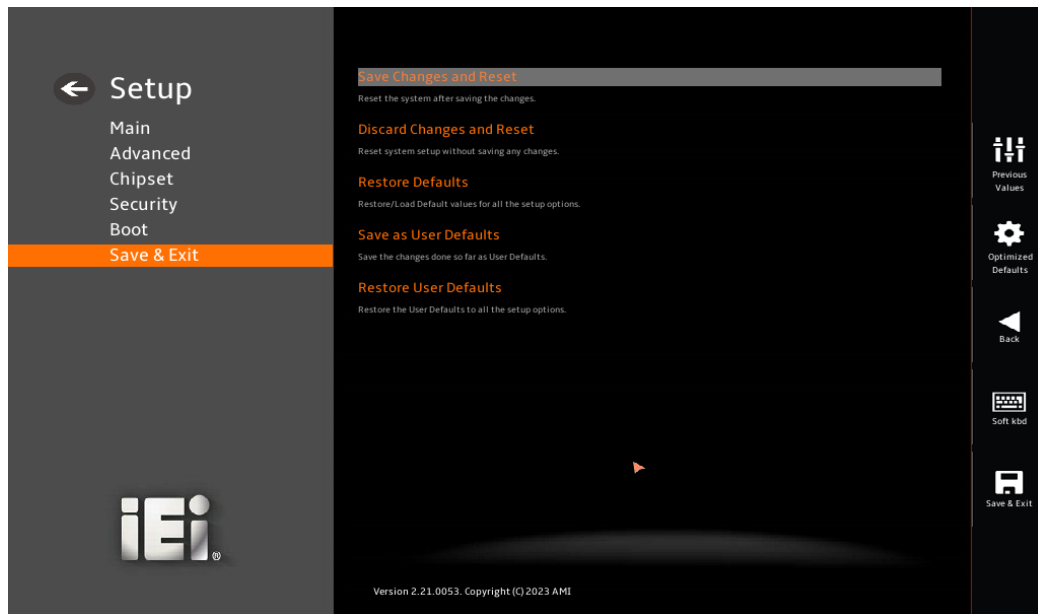 Setup
Main
Advanced
Chipset
Security
Boot
Save & Exit
iEi®
Save Changes and Reset
Reset the system after saving the changes.
Discard Changes and Reset
Reset system setup without saving any changes.
Restore Defaults
Restore/Load Default values for all the setup options.
Save as User Defaults
Save the changes done so far as User Defaults.
Restore User Defaults
Restore the User Defaults to all the setup options.
Version 2.21.0053. Copyright (C) 2023 AMI
Previous
Values
Optimized
Defaults
Back
Soft kbd
Save & Exit